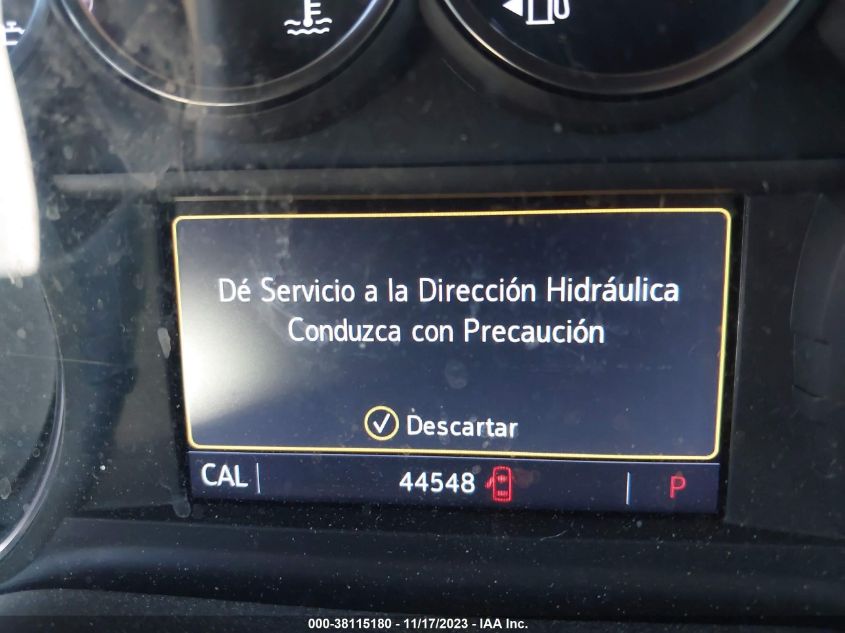 Dé Servicio a la Dirección Hidráulica
Conduzca con Precaución
Descartar
CAL 44548 P
000-38115180 - 11/17/2023 - IAA Inc.